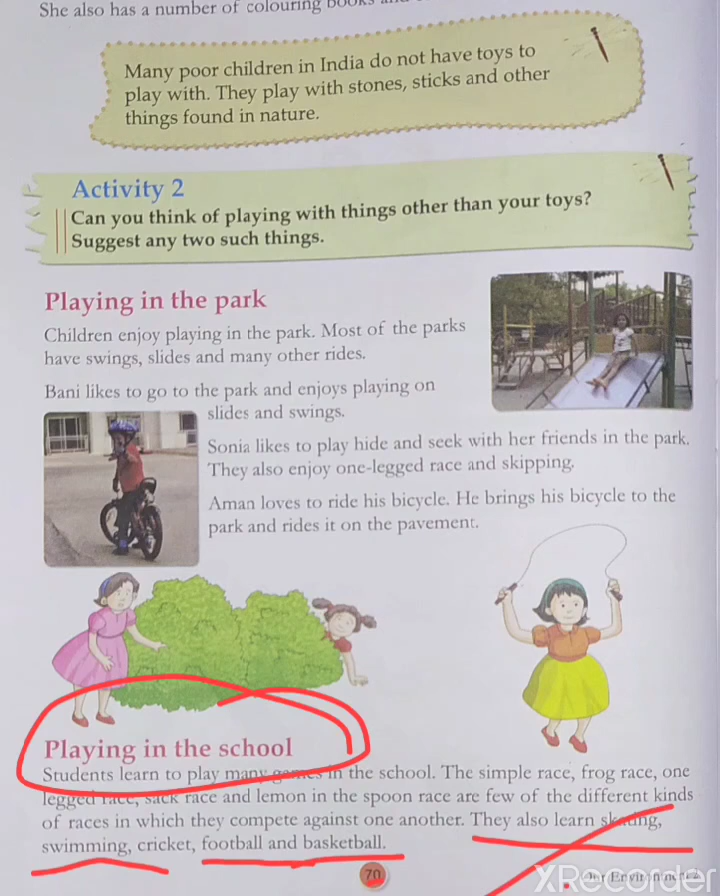 She also has a number of colouring books and
Many poor children in India do not have toys to
play with. They play with stones, sticks and other
things found in nature.
Activity 2
Can you think of playing with things other than your toys?
Suggest any two such things.
Playing in the park
Children enjoy playing in the park. Most of the parks
have swings, slides and many other rides.
Bani likes to go to the park and enjoys playing on
slides and swings.
Sonia likes to play hide and seek with her friends in the park.
They also enjoy one-legged race and skipping.
Aman loves to ride his bicycle. He brings his bicycle to the
park and rides it on the pavement.
Playing in the school
Students learn to play many games in the school. The simple race, frog race, one
legged race, sack race and lemon in the spoon race are few of the different kinds
of races in which they compete against one another. They also learn skating,
swimming, cricket, football and basketball.
70
Our Environment 2
XRecorder